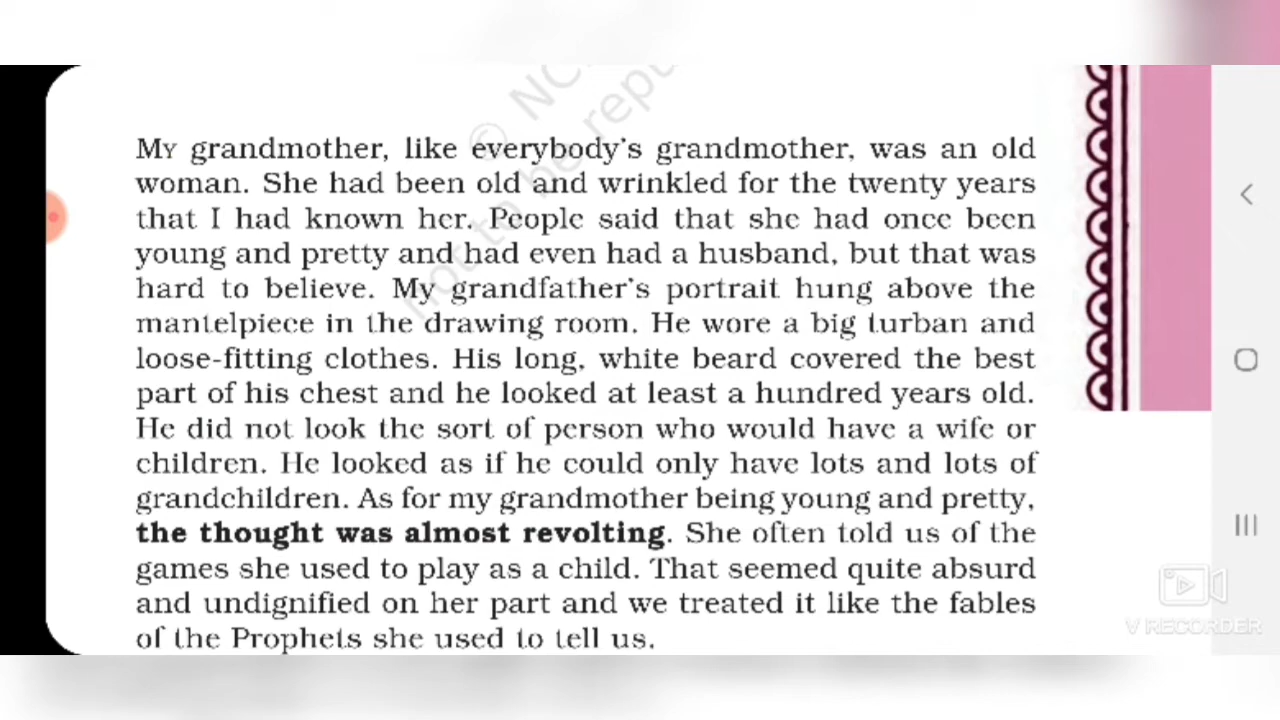 © NC
not to be repu
My grandmother, like everybody's grandmother, was an old
woman. She had been old and wrinkled for the twenty years
that I had known her. People said that she had once been
young and pretty and had even had a husband, but that was
hard to believe. My grandfather's portrait hung above the
mantelpiece in the drawing room. He wore a big turban and
loose-fitting clothes. His long, white beard covered the best
part of his chest and he looked at least a hundred years old.
He did not look the sort of person who would have a wife or
children. He looked as if he could only have lots and lots of
grandchildren. As for my grandmother being young and pretty,
the thought was almost revolting. She often told us of the
games she used to play as a child. That seemed quite absurd
and undignified on her part and we treated it like the fables
of the Prophets she used to tell us.
V RECORDER